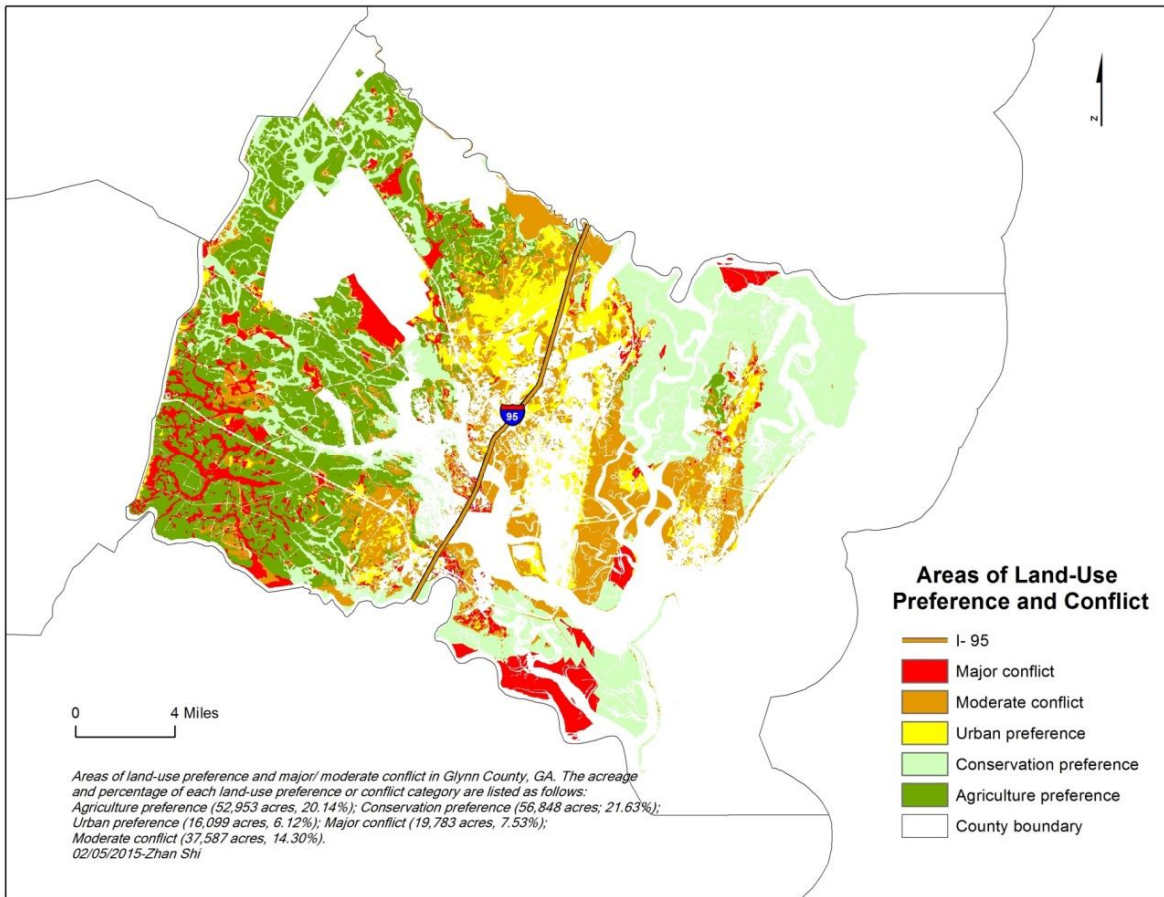 N
95
0 4 Miles
Areas of land-use preference and major/ moderate conflict in Glynn County, GA. The acreage
and percentage of each land-use preference or conflict category are listed as follows:
Agriculture preference (52,953 acres, 20.14%); Conservation preference (56,848 acres; 21.63%);
Urban preference (16,099 acres, 6.12%); Major conflict (19,783 acres, 7.53%);
Moderate conflict (37,587 acres, 14.30%).
02/05/2015-Zhan Shi
Areas of Land-Use
Preference and Conflict
I- 95
Major conflict
Moderate conflict
Urban preference
Conservation preference
Agriculture preference
County boundary